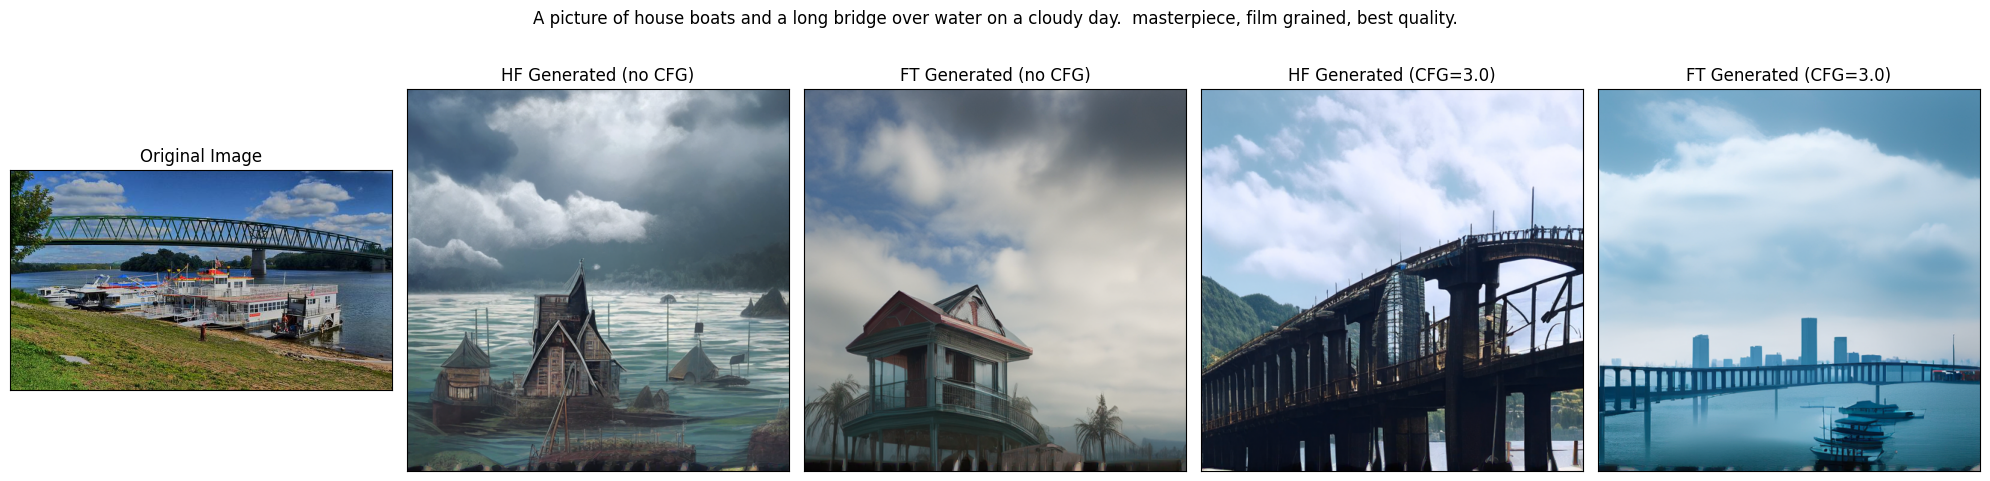 A picture of house boats and a long bridge over water on a cloudy day.  masterpiece, film grained, best quality.
Original Image
HF Generated (no CFG)
FT Generated (no CFG)
HF Generated (CFG=3.0)
FT Generated (CFG=3.0)